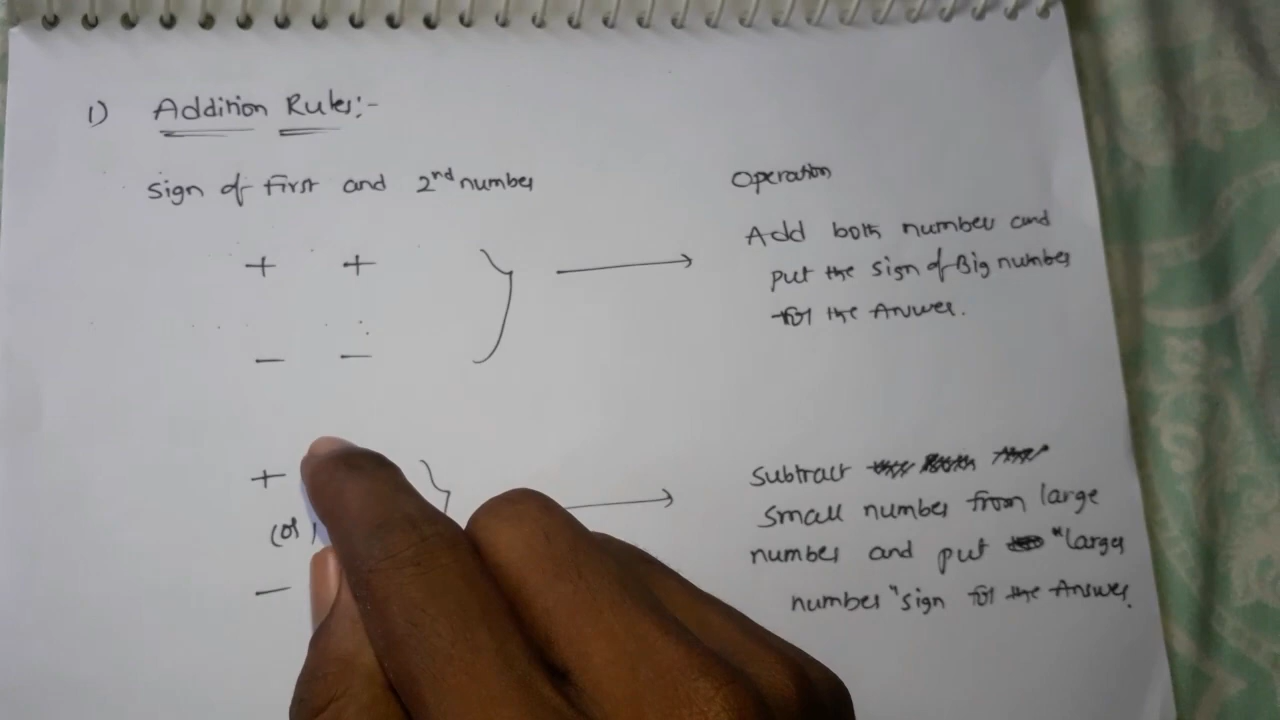 1) Addition Rules:-
Sign of First and 2nd number
Operation
+ +
- -
Add both number and
put the sign of Big number
for the Answer.
+
(or)
-
Subtract
Small number from large
number and put "larger
number" sign for the Answer.